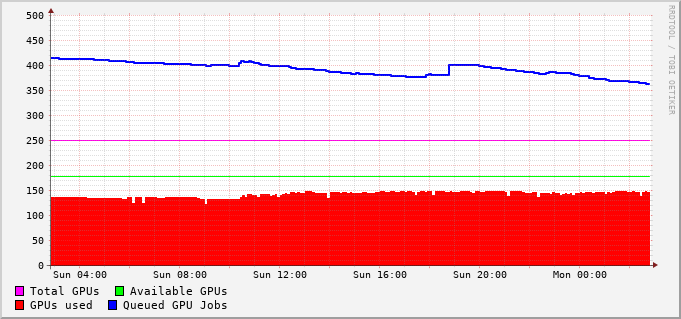 500
450
400
350
300
250
200
150
100
50
0
Sun 04:00 Sun 08:00 Sun 12:00 Sun 16:00 Sun 20:00 Mon 00:00
Total GPUs Available GPUs
GPUs used Queued GPU Jobs
RRDTOOL / TOBI OETIKER